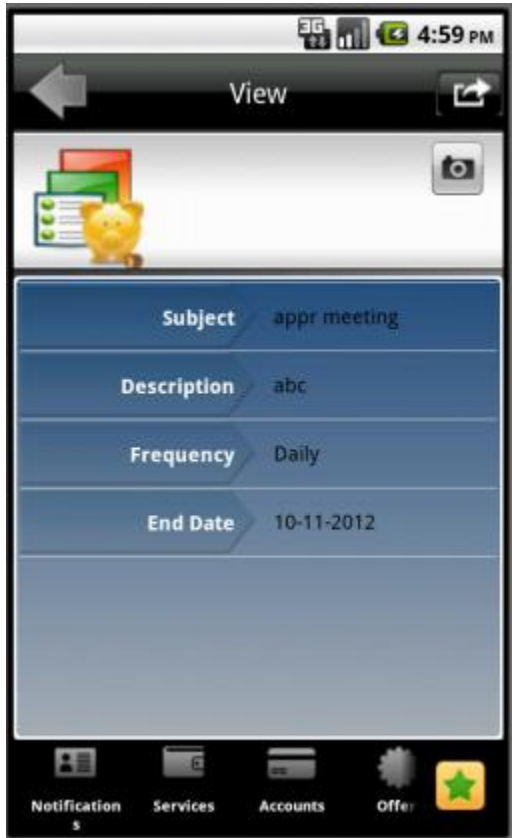 3G 4:59 PM
View
Subject appr meeting
Description abc
Frequency Daily
End Date 10-11-2012
Notification
s
Services Accounts Offer